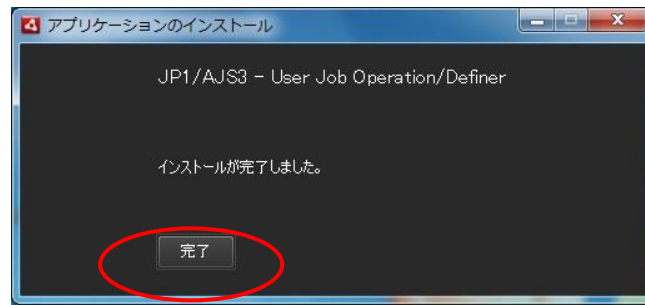 アプリケーションのインストール
JP1/AJS3 - User Job Operation/Definer
インストールが完了しました。
完了